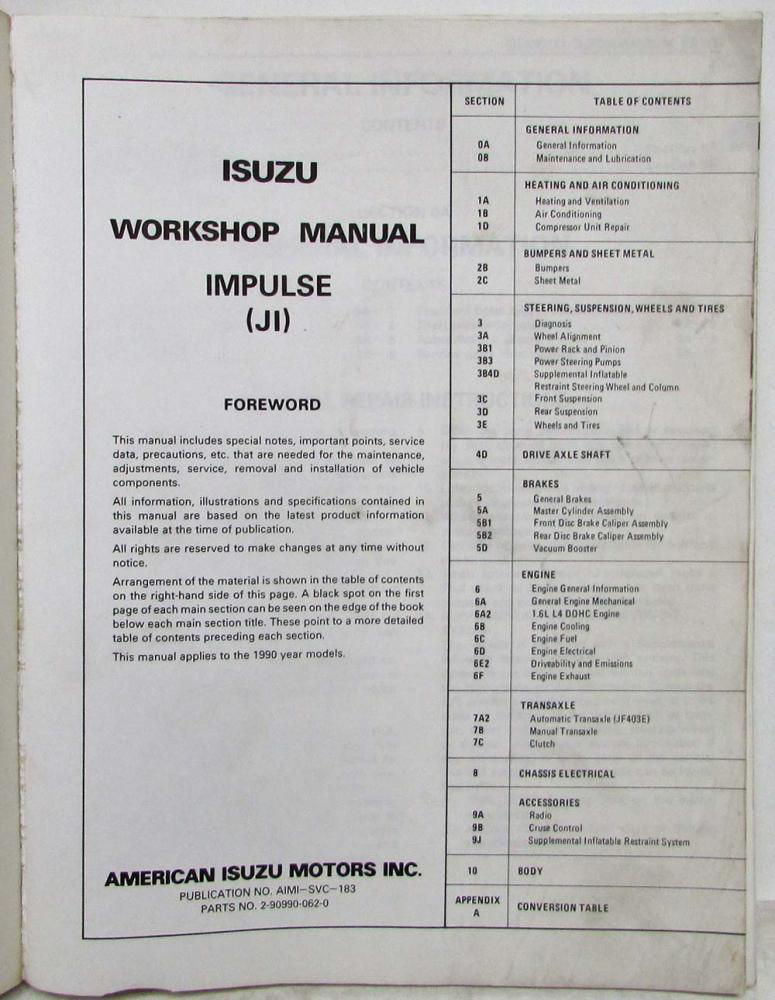 ISUZU
WORKSHOP MANUAL
IMPULSE
(JI)
FOREWORD
This manual includes special notes, important points, service
data, precautions, etc. that are needed for the maintenance,
adjustments, service, removal and installation of vehicle
components.
All information, illustrations and specifications contained in
this manual are based on the latest product information
available at the time of publication.
All rights are reserved to make changes at any time without
notice.
Arrangement of the material is shown in the table of contents
on the right-hand side of this page. A black spot on the first
page of each main section can be seen on the edge of the book
below each main section title. These point to a more detailed
table of contents preceding each section.
This manual applies to the 1990 year models.
AMERICAN ISUZU MOTORS INC.
PUBLICATION NO. AIMI-SVC-183
PARTS NO. 2-90990-062-0
SECTION TABLE OF CONTENTS
GENERAL INFORMATION
0A General Information
0B Maintenance and Lubrication
HEATING AND AIR CONDITIONING
1A Heating and Ventilation
1B Air Conditioning
1D Compressor Unit Repair
BUMPERS AND SHEET METAL
2B Bumpers
2C Sheet Metal
STEERING, SUSPENSION, WHEELS AND TIRES
3 Diagnosis
3A Wheel Alignment
3B1 Power Rack and Pinion
3B3 Power Steering Pumps
3B4D Supplemental Inflatable
Restraint Steering Wheel and Column
3C Front Suspension
3D Rear Suspension
3E Wheels and Tires
4D DRIVE AXLE SHAFT
BRAKES
5 General Brakes
5A Master Cylinder Assembly
5B1 Front Disc Brake Caliper Assembly
5B2 Rear Disc Brake Caliper Assembly
5D Vacuum Booster
ENGINE
6 Engine General Information
6A General Engine Mechanical
6A2 1.6L L4 DOHC Engine
6B Engine Cooling
6C Engine Fuel
6D Engine Electrical
6E2 Driveability and Emissions
6F Engine Exhaust
TRANSAXLE
7A2 Automatic Transaxle (JF403E)
7B Manual Transaxle
7C Clutch
8 CHASSIS ELECTRICAL
ACCESSORIES
9A Radio
9B Cruse Control
9J Supplemental Inflatable Restraint System
10 BODY
APPENDIX
A CONVERSION TABLE